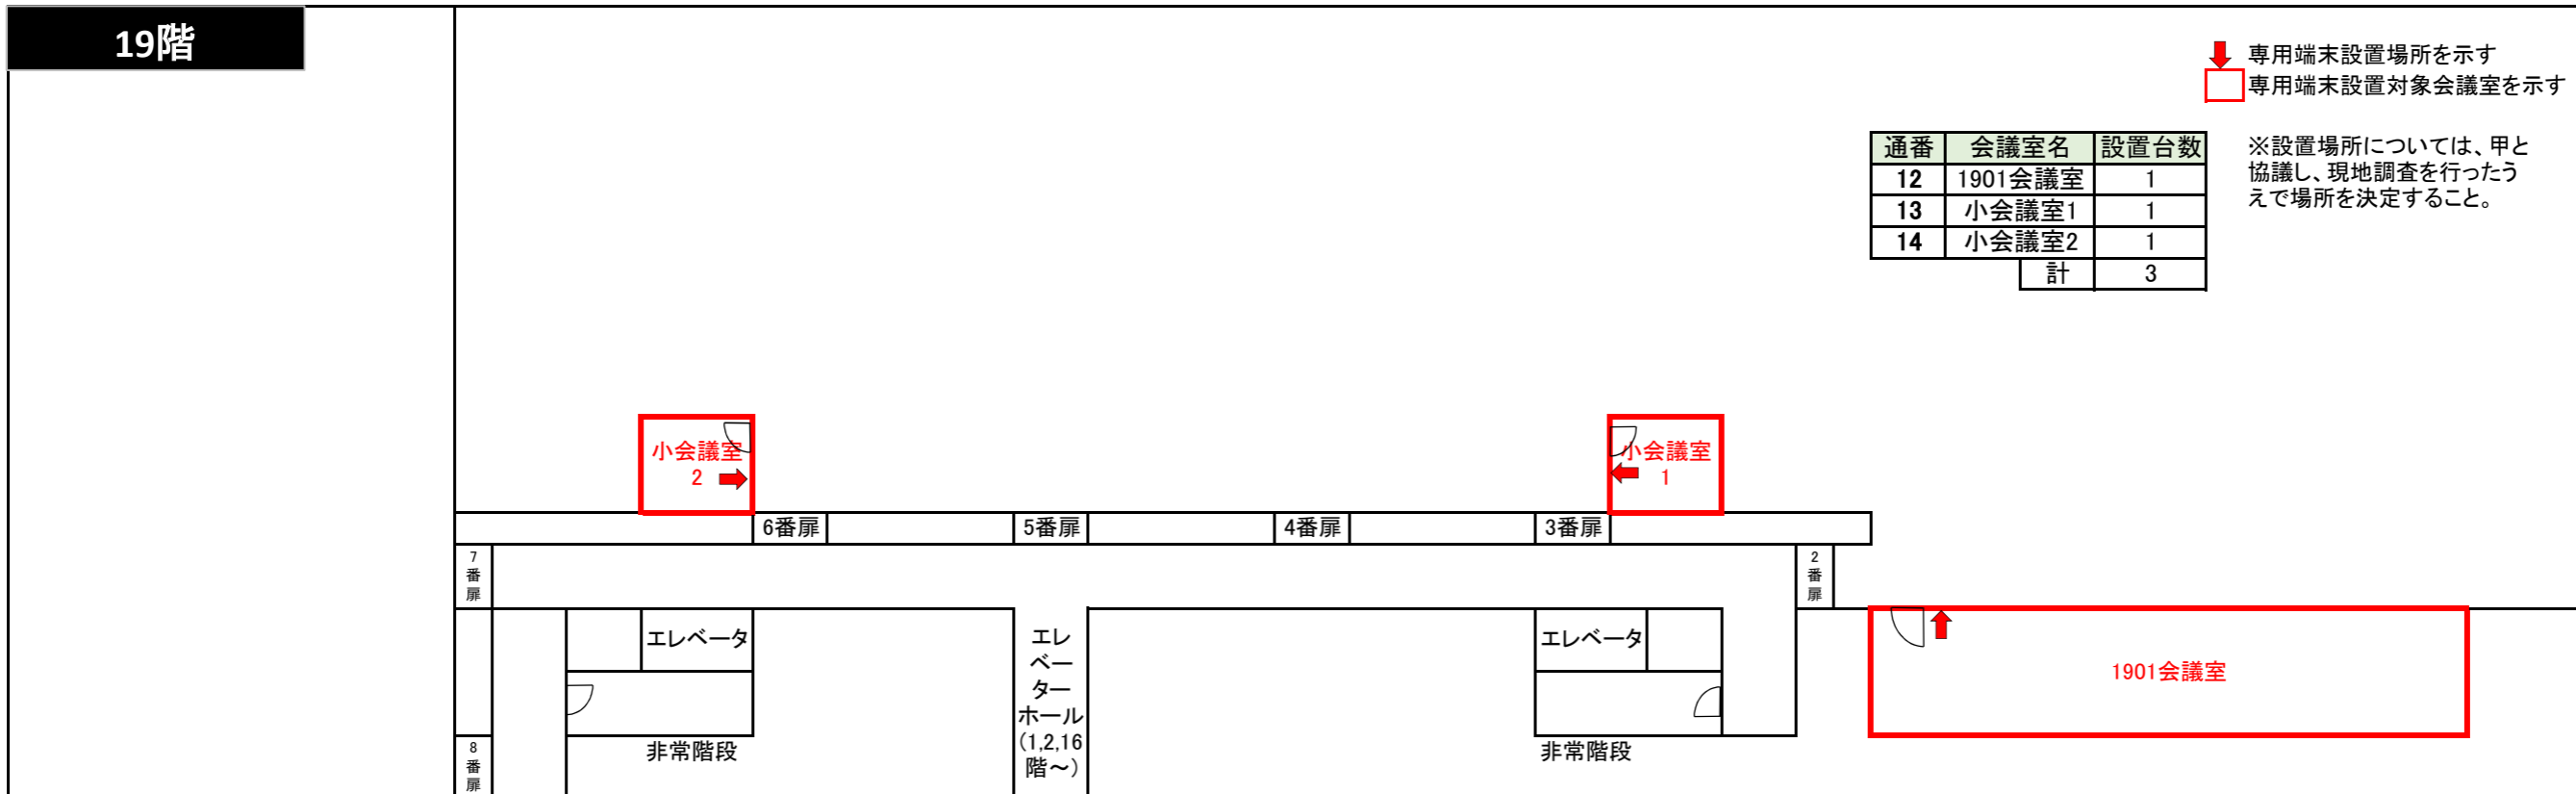 19階
専用端末設置場所を示す
専用端末設置対象会議室を示す
通番 会議室名 設置台数
12 1901会議室 1
13 小会議室1 1
14 小会議室2 1
計 3
※設置場所については、甲と
協議し、現地調査を行ったう
えで場所を決定すること。
小会議室
2
小会議室
1
6番扉
5番扉
4番扉
3番扉
7
番
扉
2
番
扉
エレベータ
エレ
ベー
ター
ホール
(1,2,16
階～)
エレベータ
1901会議室
非常階段
非常階段
8
番
扉